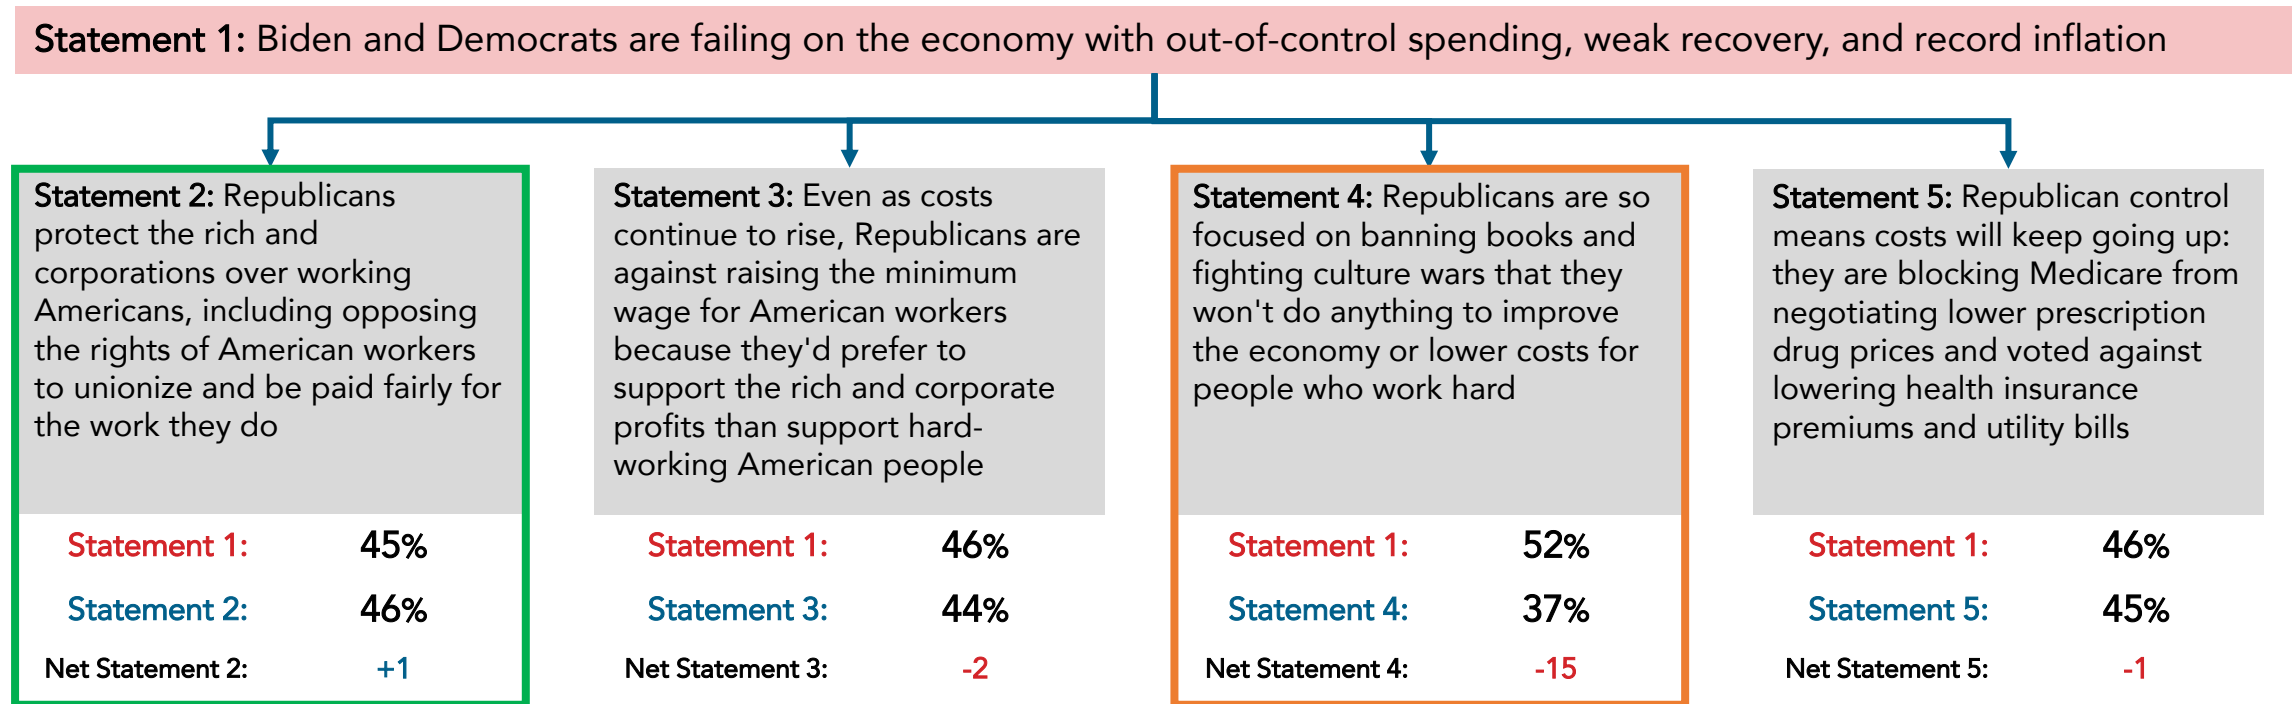 Statement 1: Biden and Democrats are failing on the economy with out-of-control spending, weak recovery, and record inflation
Statement 2: Republicans
protect the rich and
corporations over working
Americans, including opposing
the rights of American workers
to unionize and be paid fairly for
the work they do
Statement 1: 45%
Statement 2: 46%
Net Statement 2: +1
Statement 3: Even as costs
continue to rise, Republicans are
against raising the minimum
wage for American workers
because they'd prefer to
support the rich and corporate
profits than support hard-
working American people
Statement 1: 46%
Statement 3: 44%
Net Statement 3: -2
Statement 4: Republicans are so
focused on banning books and
fighting culture wars that they
won't do anything to improve
the economy or lower costs for
people who work hard
Statement 1: 52%
Statement 4: 37%
Net Statement 4: -15
Statement 5: Republican control
means costs will keep going up:
they are blocking Medicare from
negotiating lower prescription
drug prices and voted against
lowering health insurance
premiums and utility bills
Statement 1: 46%
Statement 5: 45%
Net Statement 5: -1